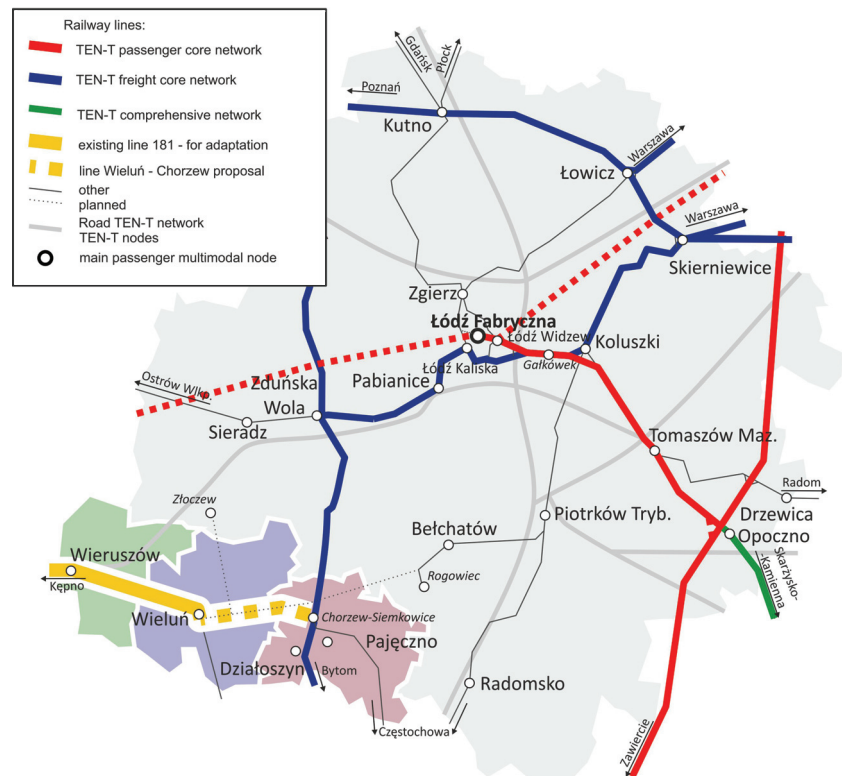 Railway lines:
TEN-T passenger core network
TEN-T freight core network
TEN-T comprehensive network
existing line 181 - for adaptation
line Wieluń - Chorzew proposal
other
planned
Road TEN-T network
TEN-T nodes
main passenger multimodal node
Gdańsk
Płock
Poznań
Kutno
Łowicz
Warszawa
Warszawa
Skierniewice
Zgierz
Łódź Fabryczna
Łódź Widzew
Koluszki
Łódź Kaliska
Gałkówek
Ostrów Wlkp.
Zduńska
Wola
Pabianice
Sieradz
Tomaszów Maz.
Radom
Złoczew
Piotrków Tryb.
Drzewica
Opoczno
Bełchatów
Skarżysko-
-Kamienna
Wieruszów
Kępno
Rogowiec
Wieluń
Chorzew-Siemkowice
Pajęczno
Działoszyn
Bytom
Radomsko
Częstochowa
Zawiercie